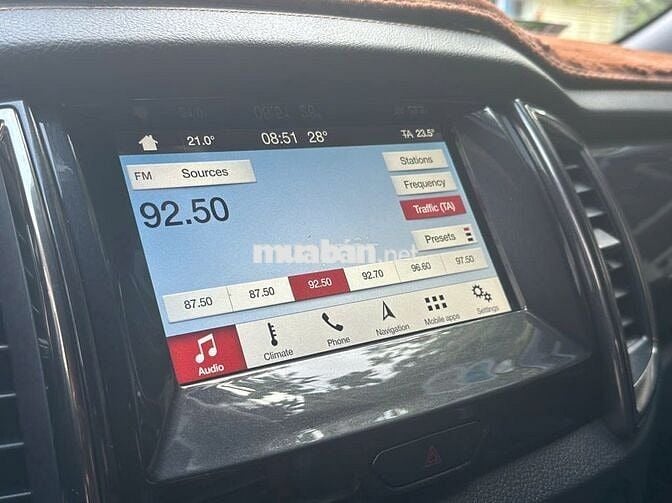 21.0° 08:51 28° TA 23.5°
FM Sources
Stations
92.50
Frequency
Traffic (TA)
muabán.net
Presets
87.50 87.50 92.50 92.70 96.60 97.50
Audio Climate Phone Navigation Mobile apps Settings